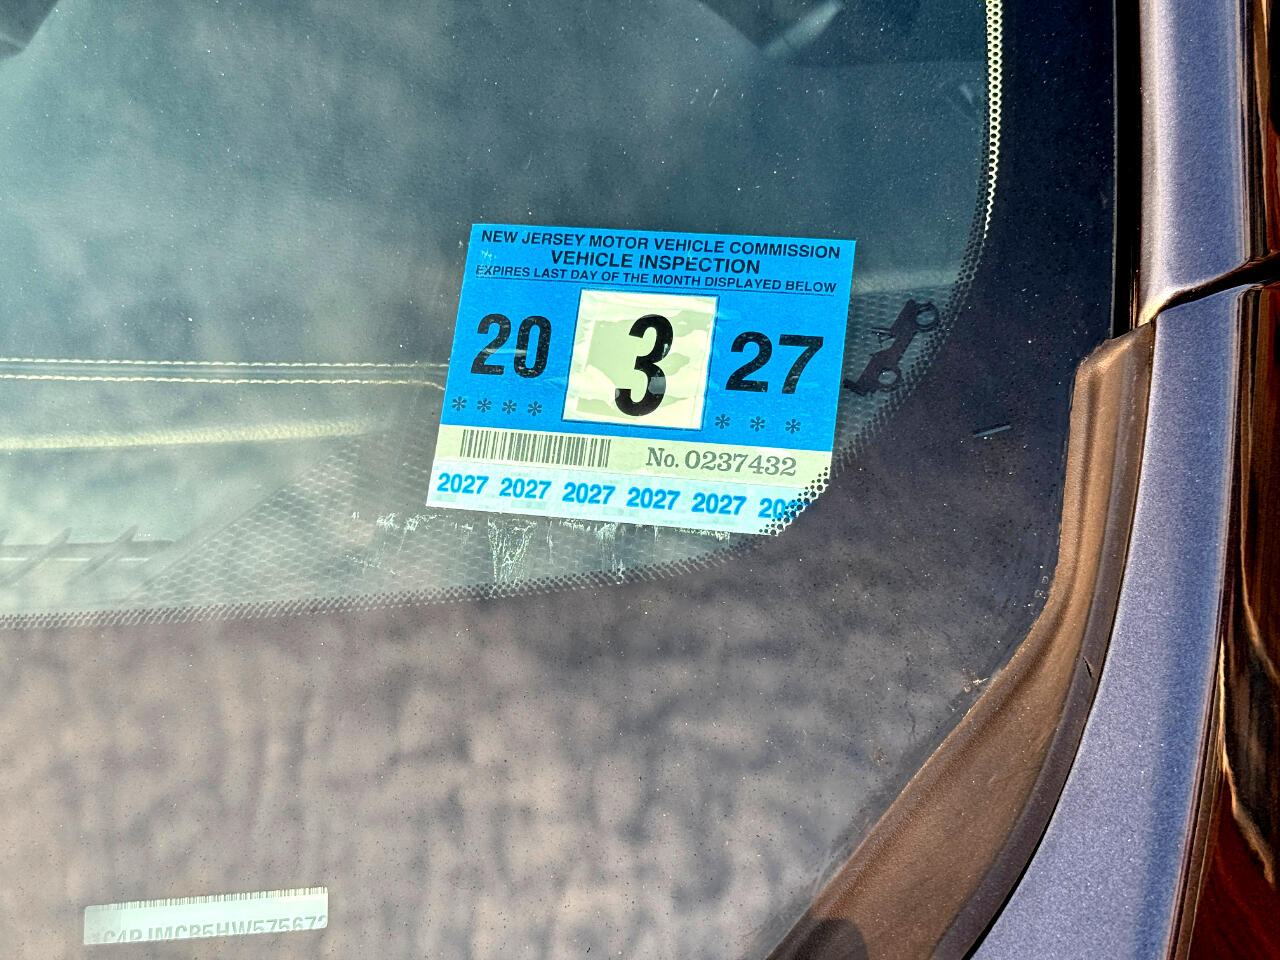 NEW JERSEY MOTOR VEHICLE COMMISSION
VEHICLE INSPECTION
EXPIRES LAST DAY OF THE MONTH DISPLAYED BELOW
20 3 27
* * * * * * *
No. 0237432
2027 2027 2027 2027 2027